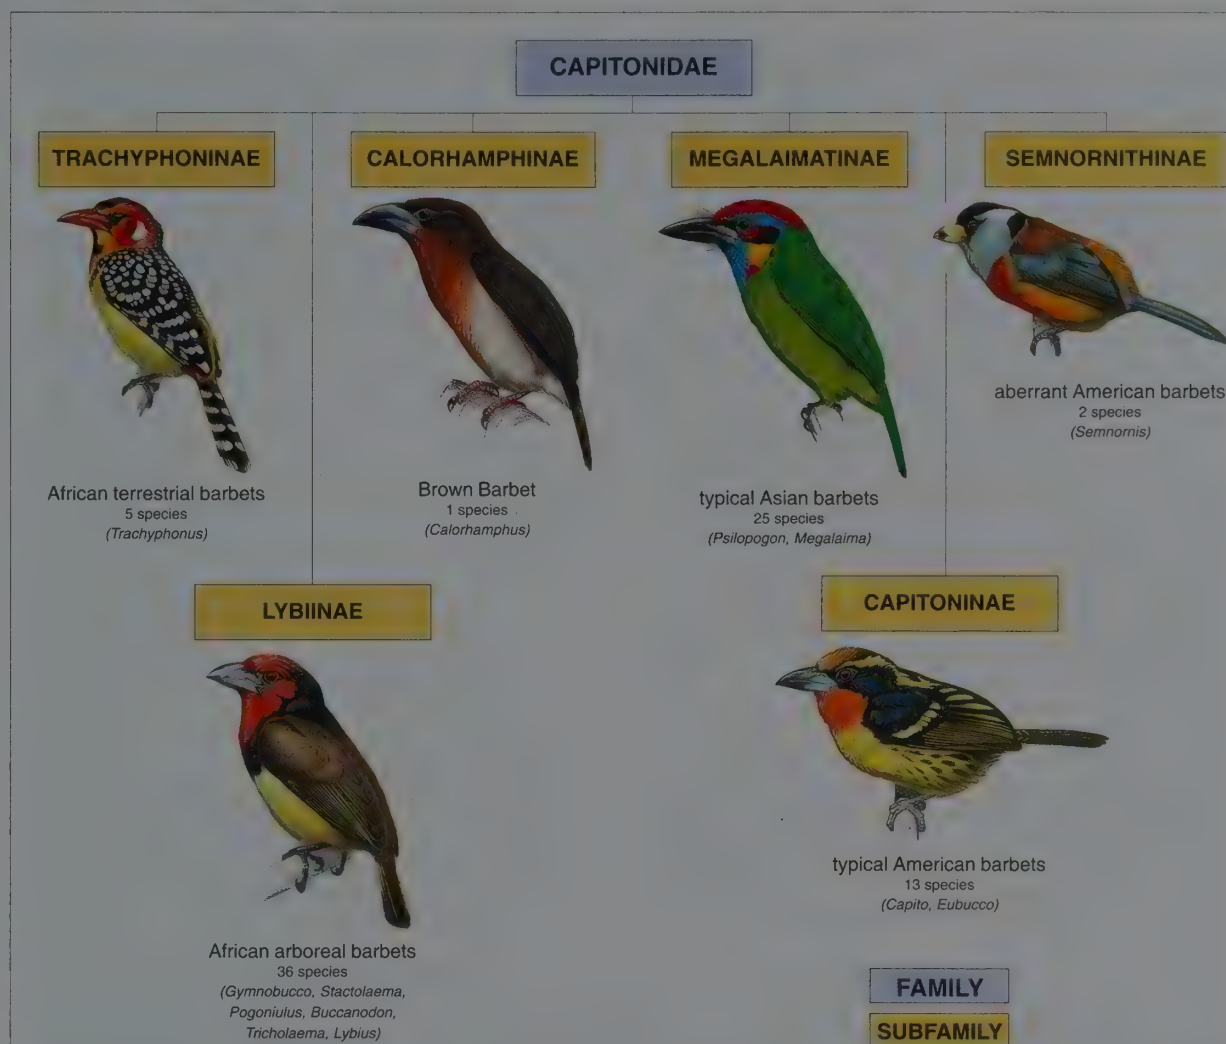 CAPITONIDAE
TRACHYPHONINAE
CALORHAMPHINAE
MEGALAIMATINAE
SEMNORNITHINAE
African terrestrial barbets
5 species
(Trachyphonus)
Brown Barbet
1 species
(Calorhamphus)
typical Asian barbets
25 species
(Psilopogon, Megalaima)
aberrant American barbets
2 species
(Semnornis)
LYBIINAE
CAPITONINAE
African arboreal barbets
36 species
(Gymnobucco, Stactolaema,
Pogoniulus, Buccanodon,
Tricholaema, Lybius)
typical American barbets
13 species
(Capito, Eubucco)
FAMILY
SUBFAMILY